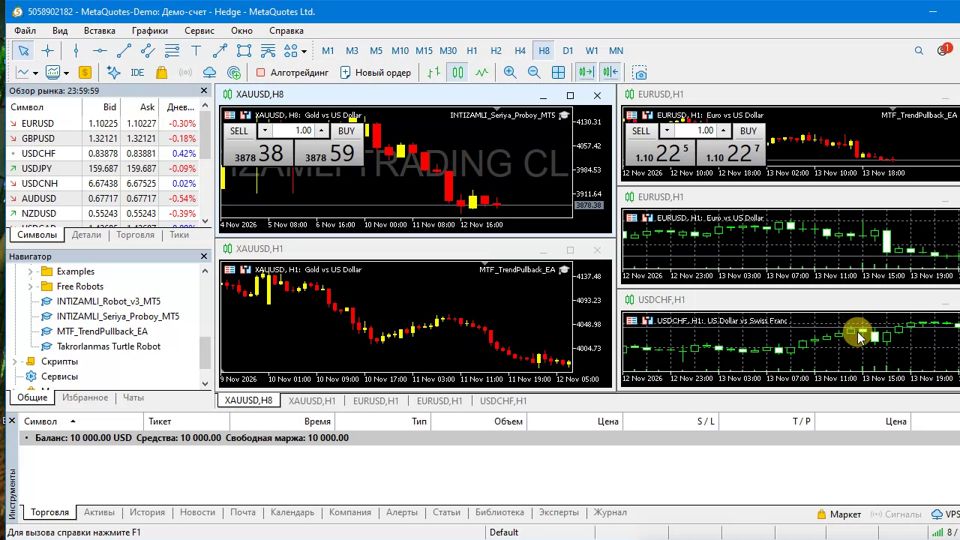 5058902182 - MetaQuotes-Demo: Демо-счет - Hedge - MetaQuotes Ltd.
Файл Вид Вставка Графики Сервис Окно Справка
IDE Алготрейдинг Новый ордер M1 M3 M5 M10 M15 M30 H1 H2 H4 H8 D1 W1 MN
Обзор рынка: 23:59:59
Символ Bid Ask Днев...
EURUSD 1.10225 1.10227 -0.30%
GBPUSD 1.32121 1.32121 -0.18%
USDCHF 0.83878 0.83881 0.42%
USDJPY 159.687 159.687 -0.09%
USDCNH 6.67438 6.67525 0.02%
AUDUSD 0.67717 0.67717 -0.54%
NZDUSD 0.55243 0.55243 -0.39%
Символы Детали Торговля Тики
Навигатор
Examples
Free Robots
INTIZAMLI_Robot_v3_MT5
INTIZAMLI_Seriya_Proboy_MT5
MTF_TrendPullback_EA
Takrorlanmas Turtle Robot
Скрипты
Сервисы
Общие Избранное Чаты
XAUUSD,H8
XAUUSD, H8: Gold vs US Dollar INTIZAMLI_Seriya_Proboy_MT5
SELL 1.00 BUY
3878 38 3878 59
TRADING CL
4130.31
4057.42
3984.53
3911.64
3878.38
4 Nov 2026 5 Nov 08:00 9 Nov 08:00 10 Nov 00:00 11 Nov 08:00 12 Nov 16:00
XAUUSD,H1
XAUUSD, H1: Gold vs US Dollar MTF_TrendPullback_EA
4137.48
4093.23
4048.98
4004.73
9 Nov 2026 10 Nov 01:00 10 Nov 09:00 10 Nov 17:00 11 Nov 02:00 11 Nov 10:00 11 Nov 18:00 12 Nov 05:00
EURUSD,H1
EURUSD, H1: Euro vs US Dollar MTF_TrendPullback_EA
SELL 1.00 BUY
1.10 22 5 1.10 22 7
10 Nov 2026 11 Nov 00:00 11 Nov 16:00 12 Nov 08:00 13 Nov 00:00 13 Nov 16:00
EURUSD,H1
EURUSD, H1: Euro vs US Dollar
12 Nov 2026 12 Nov 23:00 13 Nov 03:00 13 Nov 07:00 13 Nov 11:00 13 Nov 15:00 13 Nov 19:00
USDCHF,H1
USDCHF, H1: US Dollar vs Swiss Franc
12 Nov 2026 12 Nov 23:00 13 Nov 03:00 13 Nov 07:00 13 Nov 11:00 13 Nov 15:00 13 Nov 19:00
XAUUSD,H8 XAUUSD,H1 EURUSD,H1 EURUSD,H1 USDCHF,H1
Символ Тикет Время Тип Объем Цена S / L T / P Цена
Баланс: 10 000.00 USD Средства: 10 000.00 Свободная маржа: 10 000.00
Инструменты
Торговля Активы История Новости Почта Календарь Компания Алерты Статьи Библиотека Эксперты Журнал
Маркет Сигналы VPS
Для вызова справки нажмите F1 Default 8 /